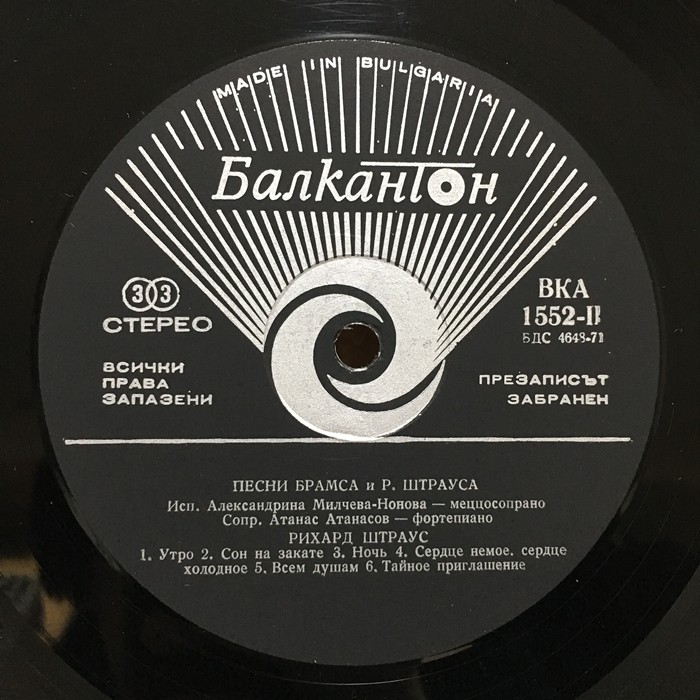 MADE IN BULGARIA
Балкантон
33
СТЕРЕО
ВСИЧКИ
ПРАВА
ЗАПАЗЕНИ
ВКА
1552-II
БДС 4643-71
ПРЕЗАПИСЪТ
ЗАБРАНЕН
ПЕСНИ БРАМСА и Р. ШТРАУСА
Исп. Александрина Милчева-Нонова — меццосопрано
Сопр. Атанас Атанасов — фортепиано
РИХАРД ШТРАУС
1. Утро 2. Сон на закате 3. Ночь 4. Сердце немое, сердце
холодное 5. Всем душам 6. Тайное приглашение